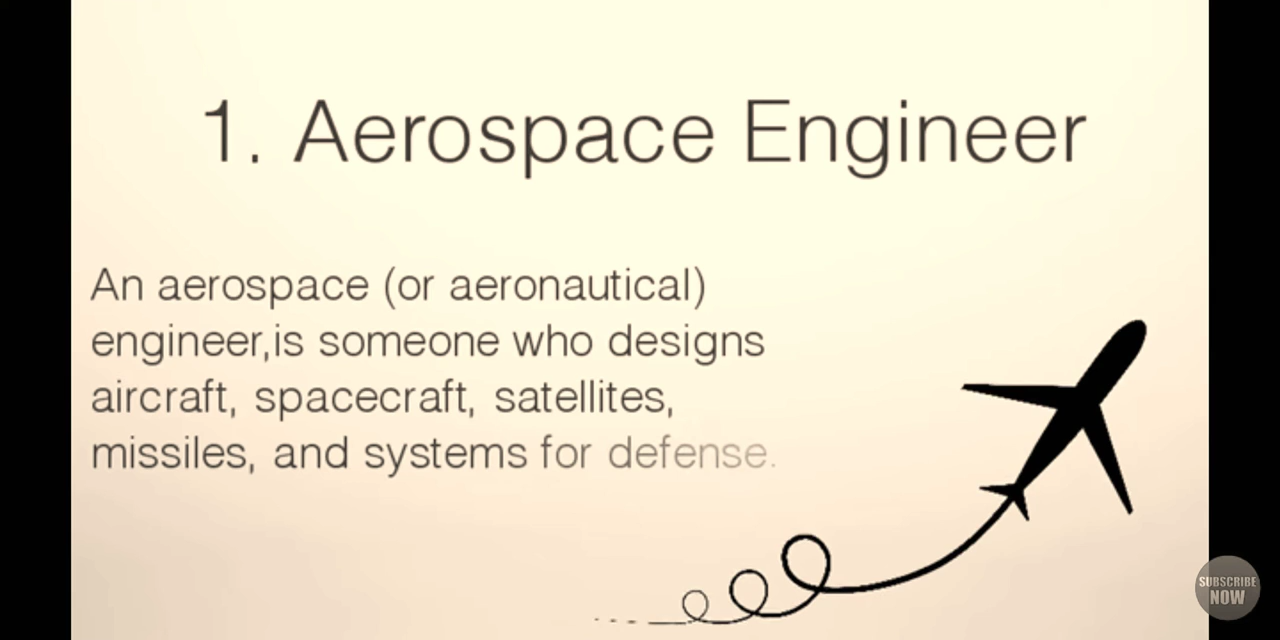 1. Aerospace Engineer
An aerospace (or aeronautical)
engineer,is someone who designs
aircraft, spacecraft, satellites,
missiles, and systems for defense.
SUBSCRIBE
NOW